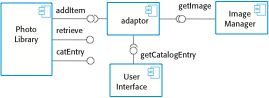 addItem
Photo
Library
retrieve
catEntry
adaptor
getImage
Image
Manager
getCatalogEntry
User
Interface